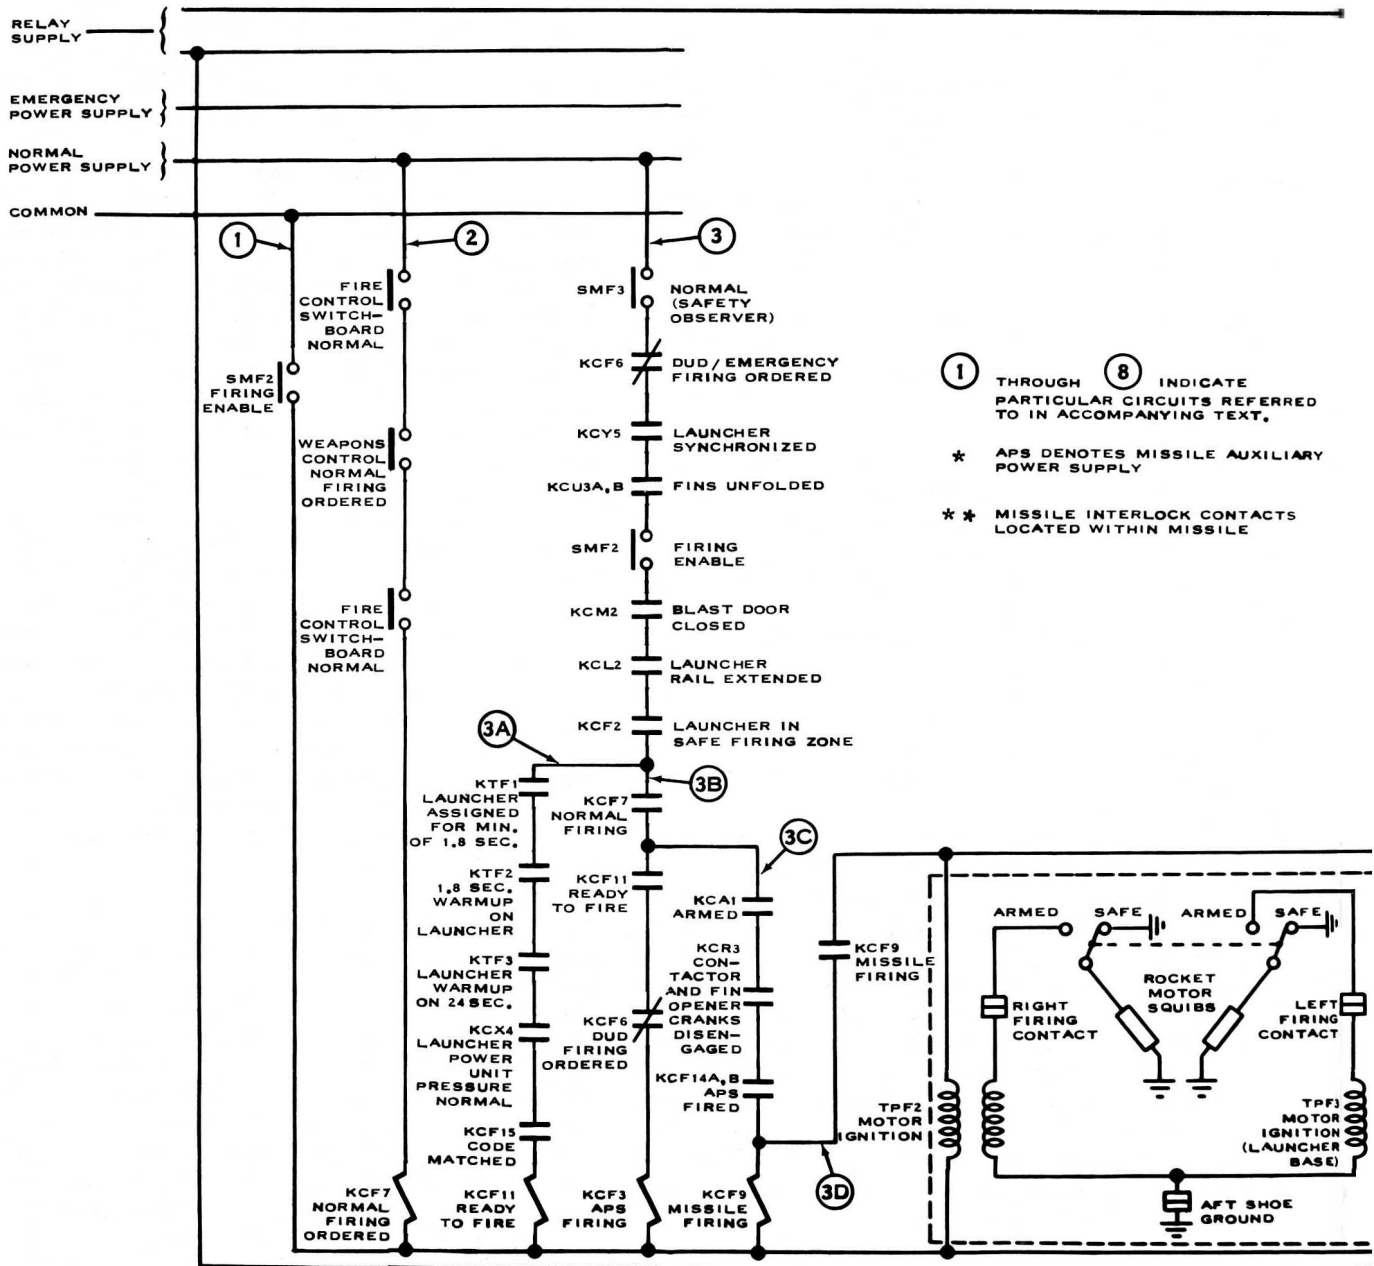 RELAY
SUPPLY
EMERGENCY
POWER SUPPLY
NORMAL
POWER SUPPLY
COMMON
1
2
3
FIRE
CONTROL
SWITCH-
BOARD
NORMAL
SMF2
FIRING
ENABLE
WEAPONS
CONTROL
NORMAL
FIRING
ORDERED
FIRE
CONTROL
SWITCH-
BOARD
NORMAL
KCF7
NORMAL
FIRING
ORDERED
SMF3
NORMAL
(SAFETY
OBSERVER)
KCF6
DUD/EMERGENCY
FIRING ORDERED
KCY5
LAUNCHER
SYNCHRONIZED
KCU3A,B
FINS UNFOLDED
SMF2
FIRING
ENABLE
KCM2
BLAST DOOR
CLOSED
KCL2
LAUNCHER
RAIL EXTENDED
KCF2
LAUNCHER IN
SAFE FIRING ZONE
3A
3B
3C
3D
KTF1
LAUNCHER
ASSIGNED
FOR MIN.
OF 1.8 SEC.
KTF2
1.8 SEC.
WARMUP
ON
LAUNCHER
KTF3
LAUNCHER
WARMUP
ON 24SEC.
KCX4
LAUNCHER
POWER
UNIT
PRESSURE
NORMAL
KCF15
CODE
MATCHED
KCF11
READY
TO FIRE
KCF7
NORMAL
FIRING
KCF11
READY
TO FIRE
KCF6
DUD
FIRING
ORDERED
KCF3
APS
FIRING
KCA1
ARMED
KCR3
CON-
TACTOR
AND FIN
OPENER
CRANKS
DISEN-
GAGED
KCF14A,B
APS
FIRED
KCF9
MISSILE
FIRING
KCF9
MISSILE
FIRING
1 THROUGH 8 INDICATE
PARTICULAR CIRCUITS REFERRED
TO IN ACCOMPANYING TEXT.
* APS DENOTES MISSILE AUXILIARY
POWER SUPPLY
** MISSILE INTERLOCK CONTACTS
LOCATED WITHIN MISSILE
ARMED
SAFE
ARMED
SAFE
ROCKET
MOTOR
SQUIBS
RIGHT
FIRING
CONTACT
LEFT
FIRING
CONTACT
TPF2
MOTOR
IGNITION
TPF3
MOTOR
IGNITION
(LAUNCHER
BASE)
AFT SHOE
GROUND